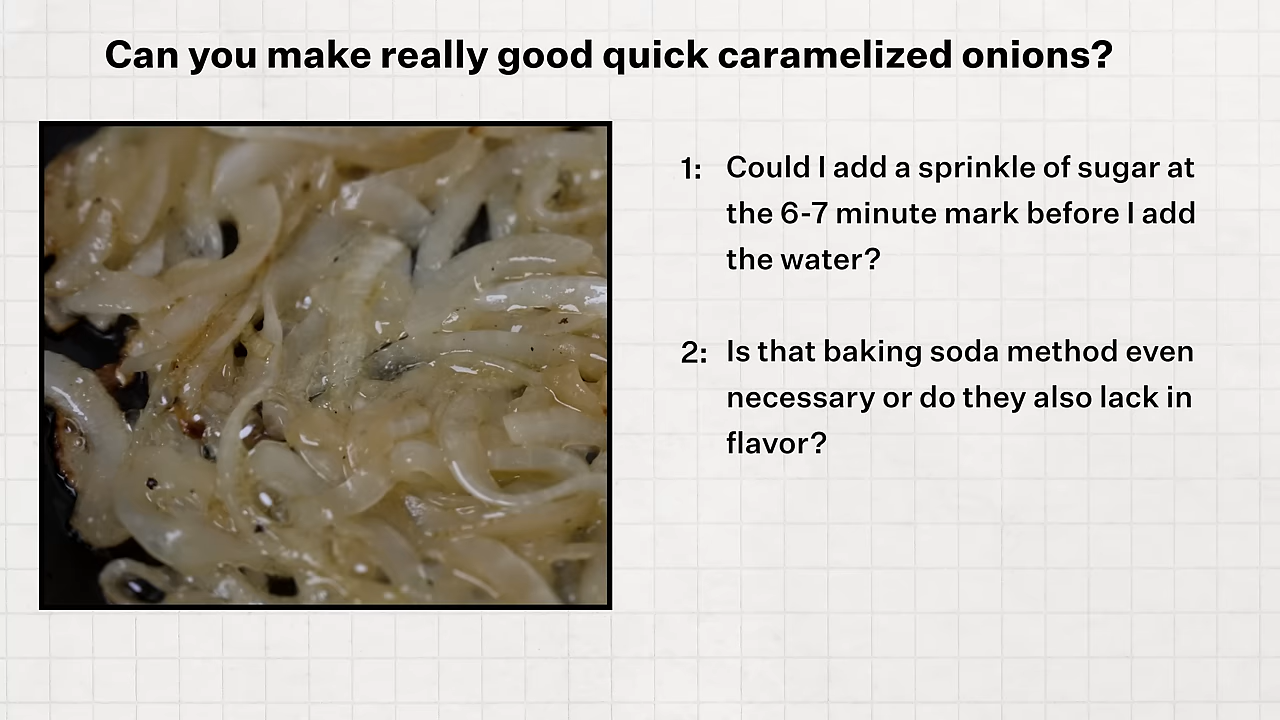 Can you make really good quick caramelized onions?
1: Could I add a sprinkle of sugar at
the 6-7 minute mark before I add
the water?
2: Is that baking soda method even
necessary or do they also lack in
flavor?